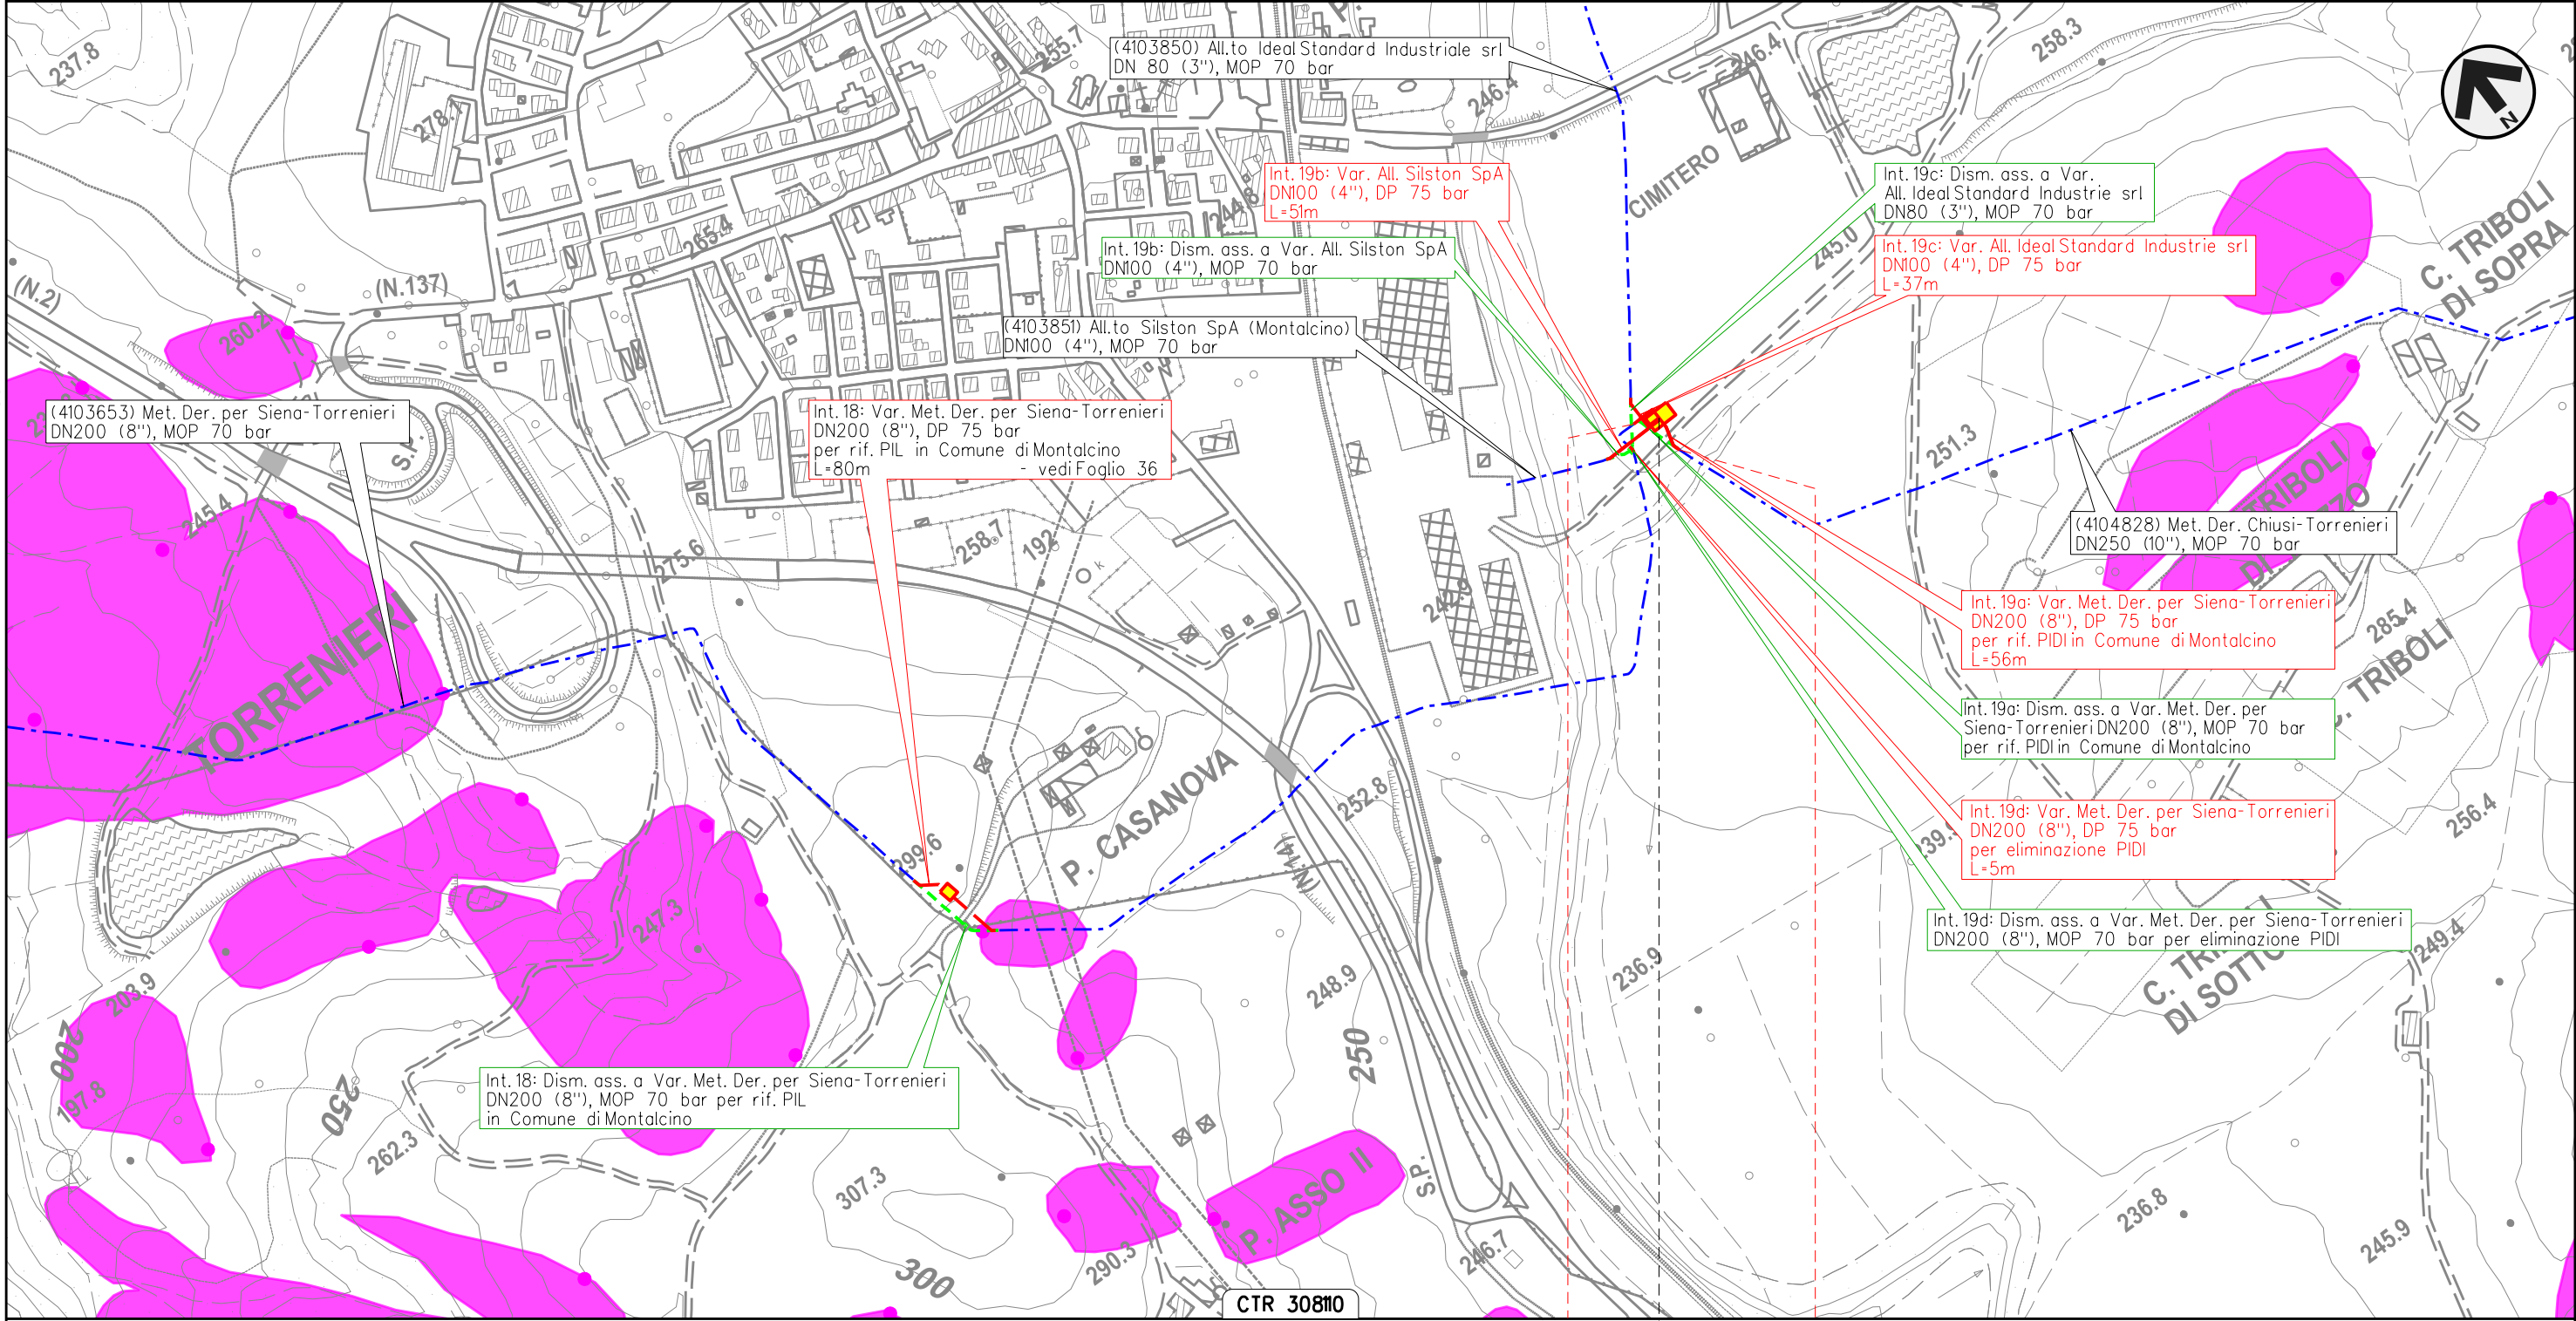 237.8
278.1
255.7
P.
(4103850) All.to Ideal Standard Industriale srl
DN 80 (3"), MOP 70 bar
246.4
246.4
258.3
N
CIMITERO
Int. 19b: Var. All. Silston SpA
DN100 (4"), DP 75 bar
L=51m
244.8
Int. 19c: Dism. ass. a Var.
All. Ideal Standard Industrie srl
DN80 (3"), MOP 70 bar
C. TRIBOLI
DI SOPRA
265.4
Int. 19b: Dism. ass. a Var. All. Silston SpA
DN100 (4"), MOP 70 bar
245.0
Int. 19c: Var. All. Ideal Standard Industrie srl
DN100 (4"), DP 75 bar
L=37m
(N.2)
(N.137)
260.2
(4103851) All.to Silston SpA (Montalcino)
DN100 (4"), MOP 70 bar
(4103653) Met. Der. per Siena-Torrenieri
DN200 (8"), MOP 70 bar
S.P.
Int. 18: Var. Met. Der. per Siena-Torrenieri
DN200 (8"), DP 75 bar
per rif. PIL in Comune di Montalcino
L=80m - vedi Foglio 36
251.3
245.4
258.7
192
k
275.6
(4104828) Met. Der. Chiusi-Torrenieri
DN250 (10"), MOP 70 bar
TRIBOLI
242.9
285.4
TORRENIERI
Int. 19a: Var. Met. Der. per Siena-Torrenieri
DN200 (8"), DP 75 bar
per rif. PIDI in Comune di Montalcino
L=56m
C. TRIBOLI
Int. 19a: Dism. ass. a Var. Met. Der. per
Siena-Torrenieri DN200 (8"), MOP 70 bar
per rif. PIDI in Comune di Montalcino
P. CASANOVA
252.8
256.4
299.6
(N.14)
Int. 19d: Var. Met. Der. per Siena-Torrenieri
DN200 (8"), DP 75 bar
per eliminazione PIDI
L=5m
247.3
Int. 19d: Dism. ass. a Var. Met. Der. per Siena-Torrenieri
DN200 (8"), MOP 70 bar per eliminazione PIDI
249.4
236.9
248.9
203.9
C.
DI SOTTO
200
250
197.8
250
262.3
Int. 18: Dism. ass. a Var. Met. Der. per Siena-Torrenieri
DN200 (8"), MOP 70 bar per rif. PIL
in Comune di Montalcino
307.3
P. ASSO II
S.P.
236.8
245.9
246.7
290.3
300
CTR 308110